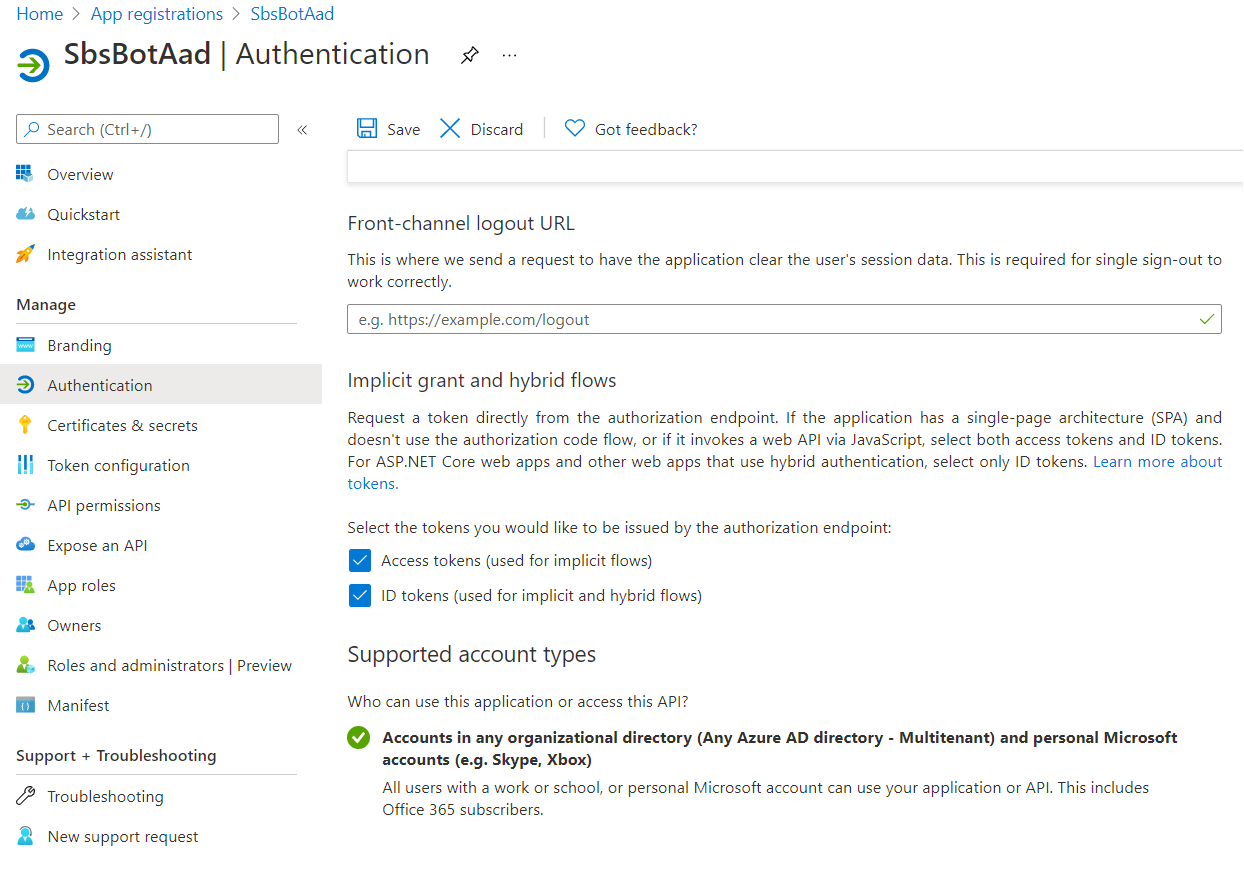 Home > App registrations > SbsBotAad
SbsBotAad | Authentication
Search (Ctrl+/)
Overview
Quickstart
Integration assistant
Manage
Branding
Authentication
Certificates & secrets
Token configuration
API permissions
Expose an API
App roles
Owners
Roles and administrators | Preview
Manifest
Support + Troubleshooting
Troubleshooting
New support request
Save Discard Got feedback?
Front-channel logout URL
This is where we send a request to have the application clear the user's session data. This is required for single sign-out to
work correctly.
e.g. https://example.com/logout
Implicit grant and hybrid flows
Request a token directly from the authorization endpoint. If the application has a single-page architecture (SPA) and
doesn't use the authorization code flow, or if it invokes a web API via JavaScript, select both access tokens and ID tokens.
For ASP.NET Core web apps and other web apps that use hybrid authentication, select only ID tokens. Learn more about
tokens.
Select the tokens you would like to be issued by the authorization endpoint:
Access tokens (used for implicit flows)
ID tokens (used for implicit and hybrid flows)
Supported account types
Who can use this application or access this API?
Accounts in any organizational directory (Any Azure AD directory - Multitenant) and personal Microsoft
accounts (e.g. Skype, Xbox)
All users with a work or school, or personal Microsoft account can use your application or API. This includes
Office 365 subscribers.